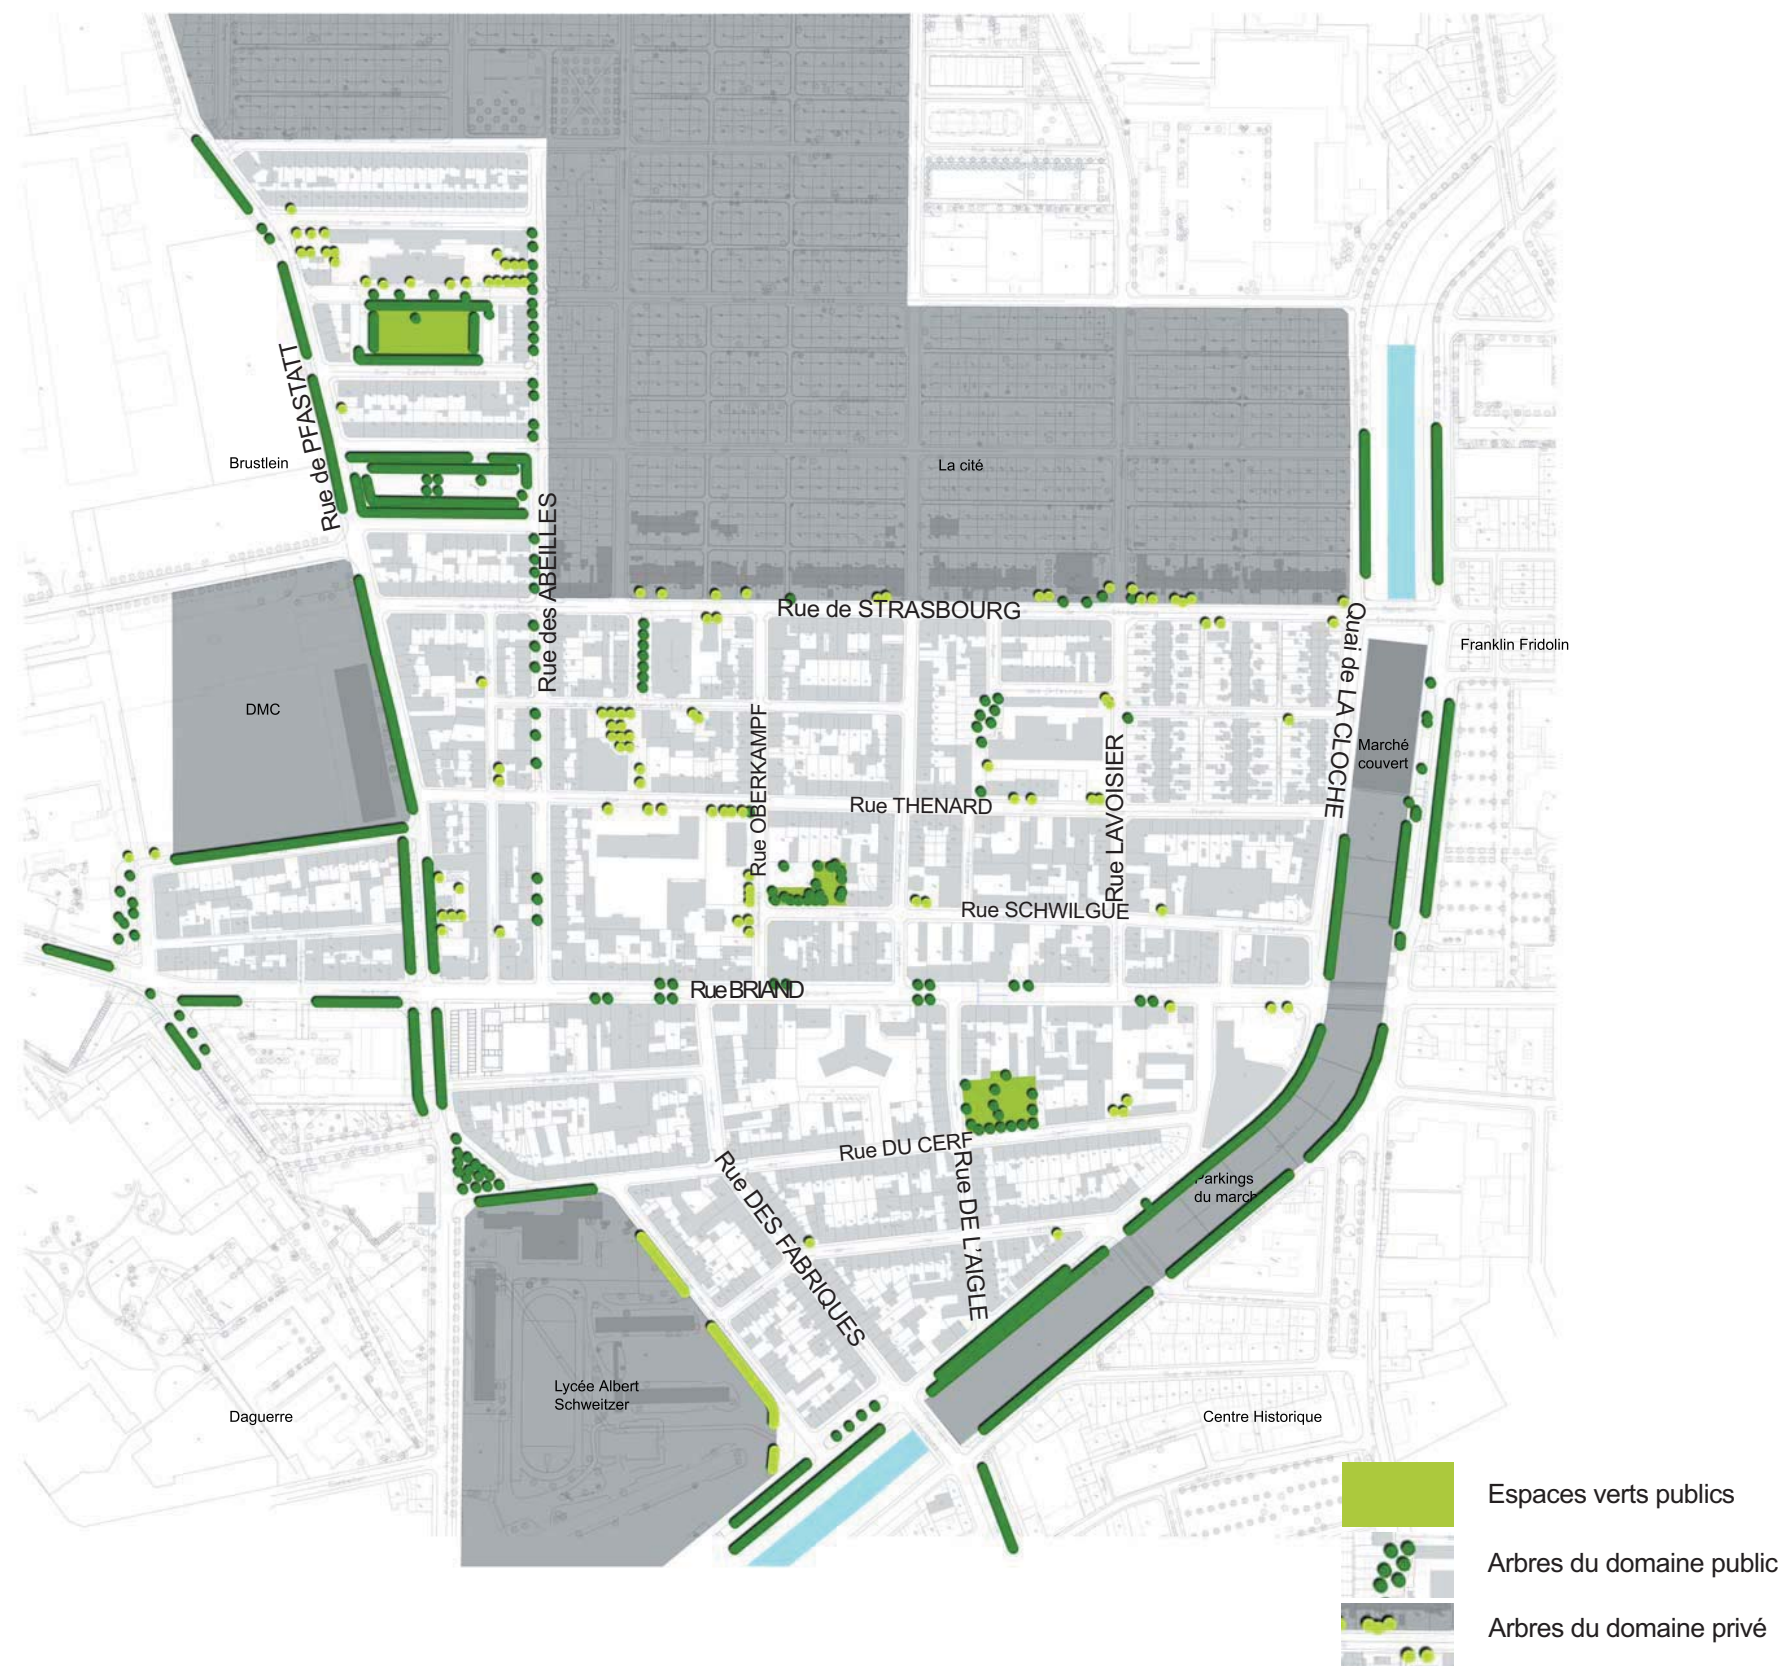 Rue de PFASTATT
Brustlein
La cité
Rue des ABEILLES
Rue de STRASBOURG
Quai de LA CLOCHE
Franklin Fridolin
DMC
Marché
couvert
Rue OBERKAMPF
Rue LAVOISIER
Rue THENARD
Rue SCHWILGUE
Rue BRIAND
Rue DU CERF
Rue DES FABRIQUES
Rue DE L'AIGLE
Parkings
du march
Lycée Albert
Schweitzer
Daguerre
Centre Historique
Espaces verts publics
Arbres du domaine public
Arbres du domaine privé